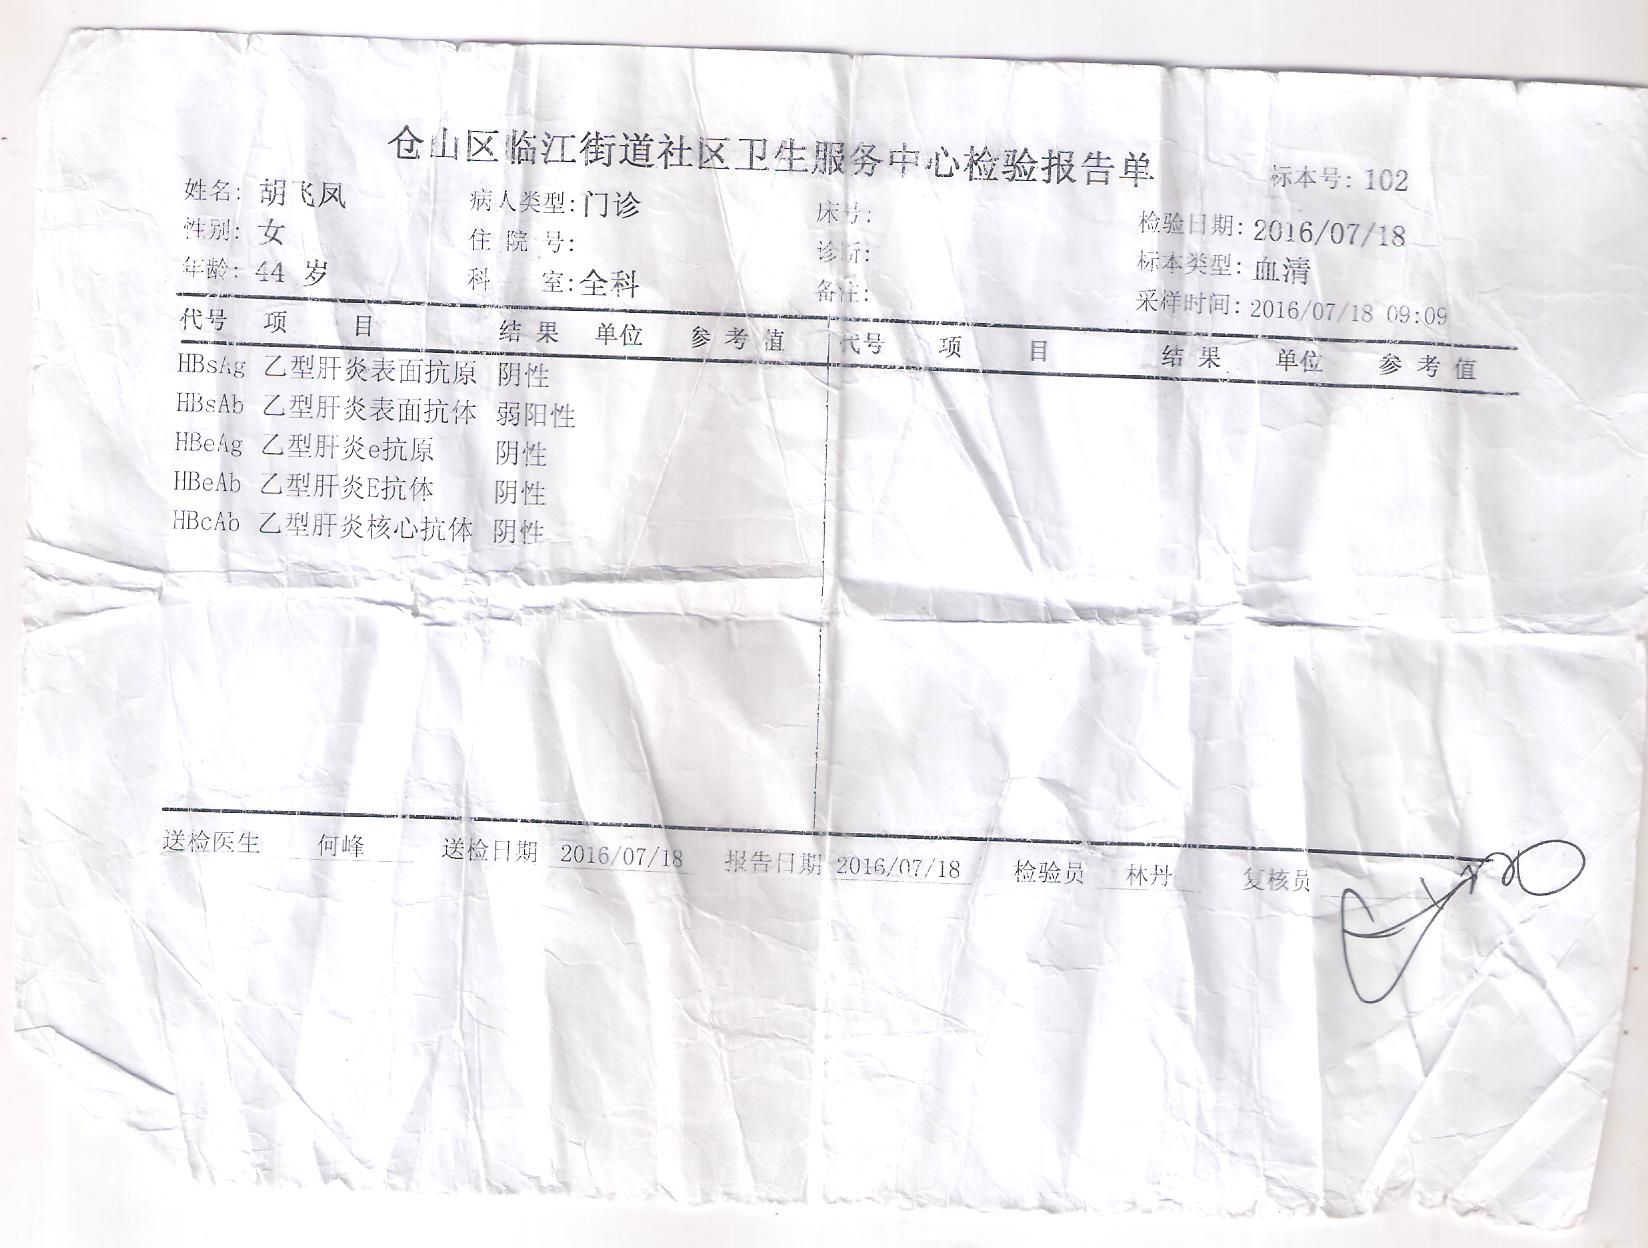 仓山区临江街道社区卫生服务中心检验报告单 标本号: 102
姓名: 胡飞凤 病人类型: 门诊 床号: 检验日期: 2016/07/18
性别: 女 住院号: 诊断: 标本类型: 血清
年龄: 44 岁 科室: 全科 备注: 采样时间: 2016/07/18 09:09
代号 项目 结果 单位 参考值 代号 项目 结果 单位 参考值
HBsAg 乙型肝炎表面抗原 阴性
HBsAb 乙型肝炎表面抗体 弱阳性
HBeAg 乙型肝炎e抗原 阴性
HBeAb 乙型肝炎E抗体 阴性
HBcAb 乙型肝炎核心抗体 阴性
送检医生 何峰 送检日期 2016/07/18 报告日期 2016/07/18 检验员 林丹 复核员